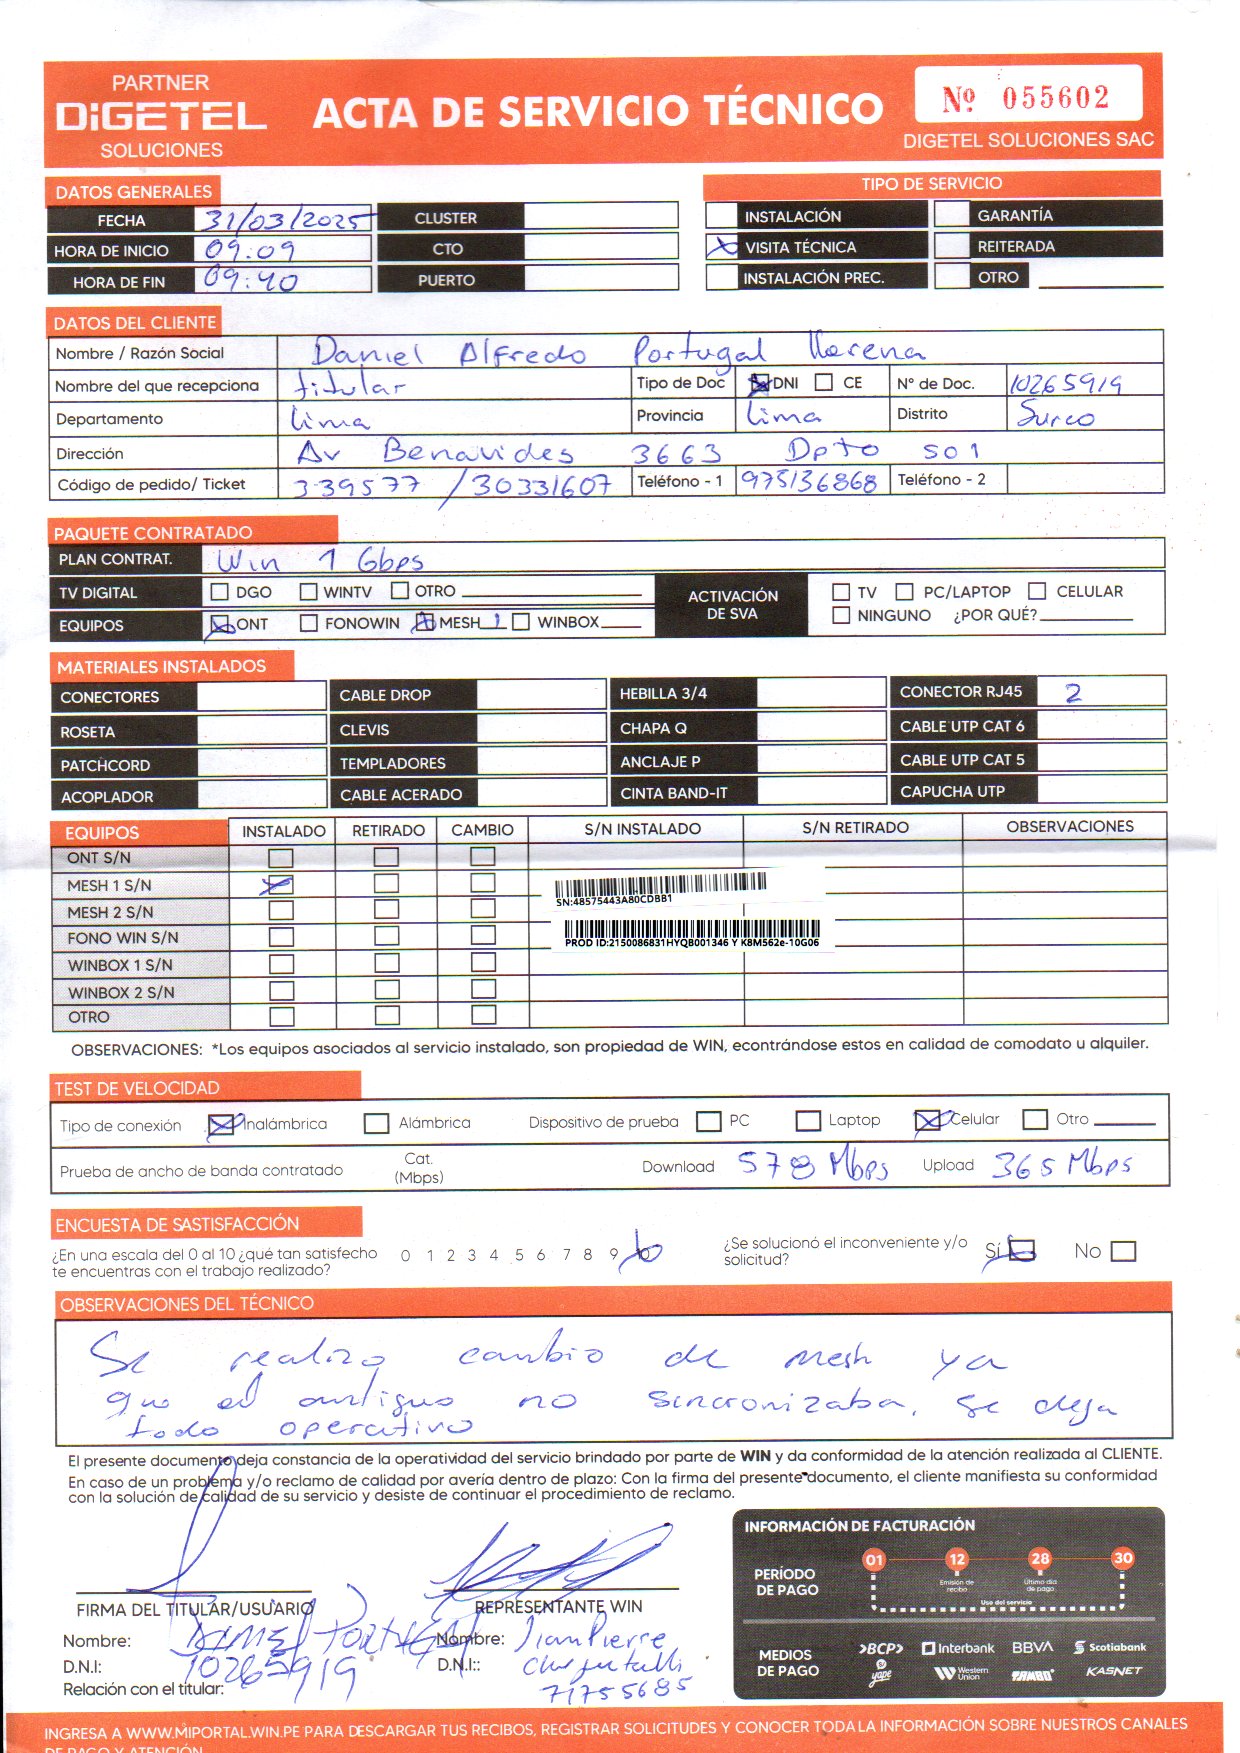 PARTNER
DiGETEL
SOLUCIONES
ACTA DE SERVICIO TÉCNICO
Nº 055602
DIGETEL SOLUCIONES SAC
DATOS GENERALES
FECHA 31/03/2025 CLUSTER
HORA DE INICIO 09:09 CTO
HORA DE FIN 09:40 PUERTO
TIPO DE SERVICIO
INSTALACIÓN GARANTÍA
VISITA TÉCNICA REITERADA
INSTALACIÓN PREC. OTRO
DATOS DEL CLIENTE
Nombre / Razón Social Daniel Alfredo Portugal Llerena
Nombre del que recepciona titular Tipo de Doc DNI CE N° de Doc. 10265919
Departamento Lima Provincia Lima Distrito Surco
Dirección Av Benavides 3663 Dpto 501
Código de pedido/ Ticket 339577 /30331607 Teléfono - 1 975136868 Teléfono - 2
PAQUETE CONTRATADO
PLAN CONTRAT. Win 1 Gbps
TV DIGITAL DGO WINTV OTRO
EQUIPOS ONT FONOWIN MESH 1 WINBOX
ACTIVACIÓN DE SVA
TV PC/LAPTOP CELULAR
NINGUNO ¿POR QUÉ?
MATERIALES INSTALADOS
CONECTORES CABLE DROP HEBILLA 3/4 CONECTOR RJ45 2
ROSETA CLEVIS CHAPA Q CABLE UTP CAT 6
PATCHCORD TEMPLADORES ANCLAJE P CABLE UTP CAT 5
ACOPLADOR CABLE ACERADO CINTA BAND-IT CAPUCHA UTP
EQUIPOS INSTALADO RETIRADO CAMBIO S/N INSTALADO S/N RETIRADO OBSERVACIONES
ONT S/N
MESH 1 S/N
SN:48575443A80CDBB1
MESH 2 S/N
FONO WIN S/N
PROD ID:2150086831HYQB001346 Y K8M562e-10G06
WINBOX 1 S/N
WINBOX 2 S/N
OTRO
OBSERVACIONES: *Los equipos asociados al servicio instalado, son propiedad de WIN, econtrándose estos en calidad de comodato u alquiler.
TEST DE VELOCIDAD
Tipo de conexión Inalámbrica Alámbrica Dispositivo de prueba PC Laptop Celular Otro
Prueba de ancho de banda contratado Cat. (Mbps) Download 578 Mbps Upload 365 Mbps
ENCUESTA DE SASTISFACCIÓN
¿En una escala del 0 al 10 ¿qué tan satisfecho
te encuentras con el trabajo realizado?
0 1 2 3 4 5 6 7 8 9 10
¿Se solucionó el inconveniente y/o
solicitud?
Sí No
OBSERVACIONES DEL TÉCNICO
Se realizo cambio de mesh ya
que el antiguo no sincronizaba, se deja
todo operativo
El presente documento deja constancia de la operatividad del servicio brindado por parte de WIN y da conformidad de la atención realizada al CLIENTE.
En caso de un problema y/o reclamo de calidad por avería dentro de plazo: Con la firma del presente documento, el cliente manifiesta su conformidad
con la solución de calidad de su servicio y desiste de continuar el procedimiento de reclamo.
FIRMA DEL TITULAR/USUARIO
Nombre: DANIEL PORTUGAL
D.N.I: 10265919
Relación con el titular:
REPRESENTANTE WIN
Nombre: JianPierre
D.N.I::
71755685
INFORMACIÓN DE FACTURACIÓN
PERÍODO DE PAGO
01 12 28 30
Emisión de recibo
Último día de pago
Uso del servicio
MEDIOS DE PAGO
BCP Interbank BBVA Scotiabank
yape Western Union TAMBO KASNET
INGRESA A WWW.MIPORTAL.WIN.PE PARA DESCARGAR TUS RECIBOS, REGISTRAR SOLICITUDES Y CONOCER TODA LA INFORMACIÓN SOBRE NUESTROS CANALES
DE PAGO Y ATENCIÓN